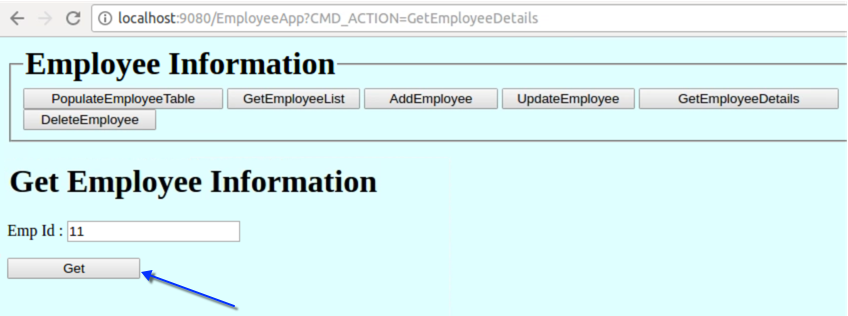 localhost:9080/EmployeeApp?CMD_ACTION=GetEmployeeDetails
Employee Information
PopulateEmployeeTable GetEmployeeList AddEmployee UpdateEmployee GetEmployeeDetails
DeleteEmployee
Get Employee Information
Emp Id : 11
Get